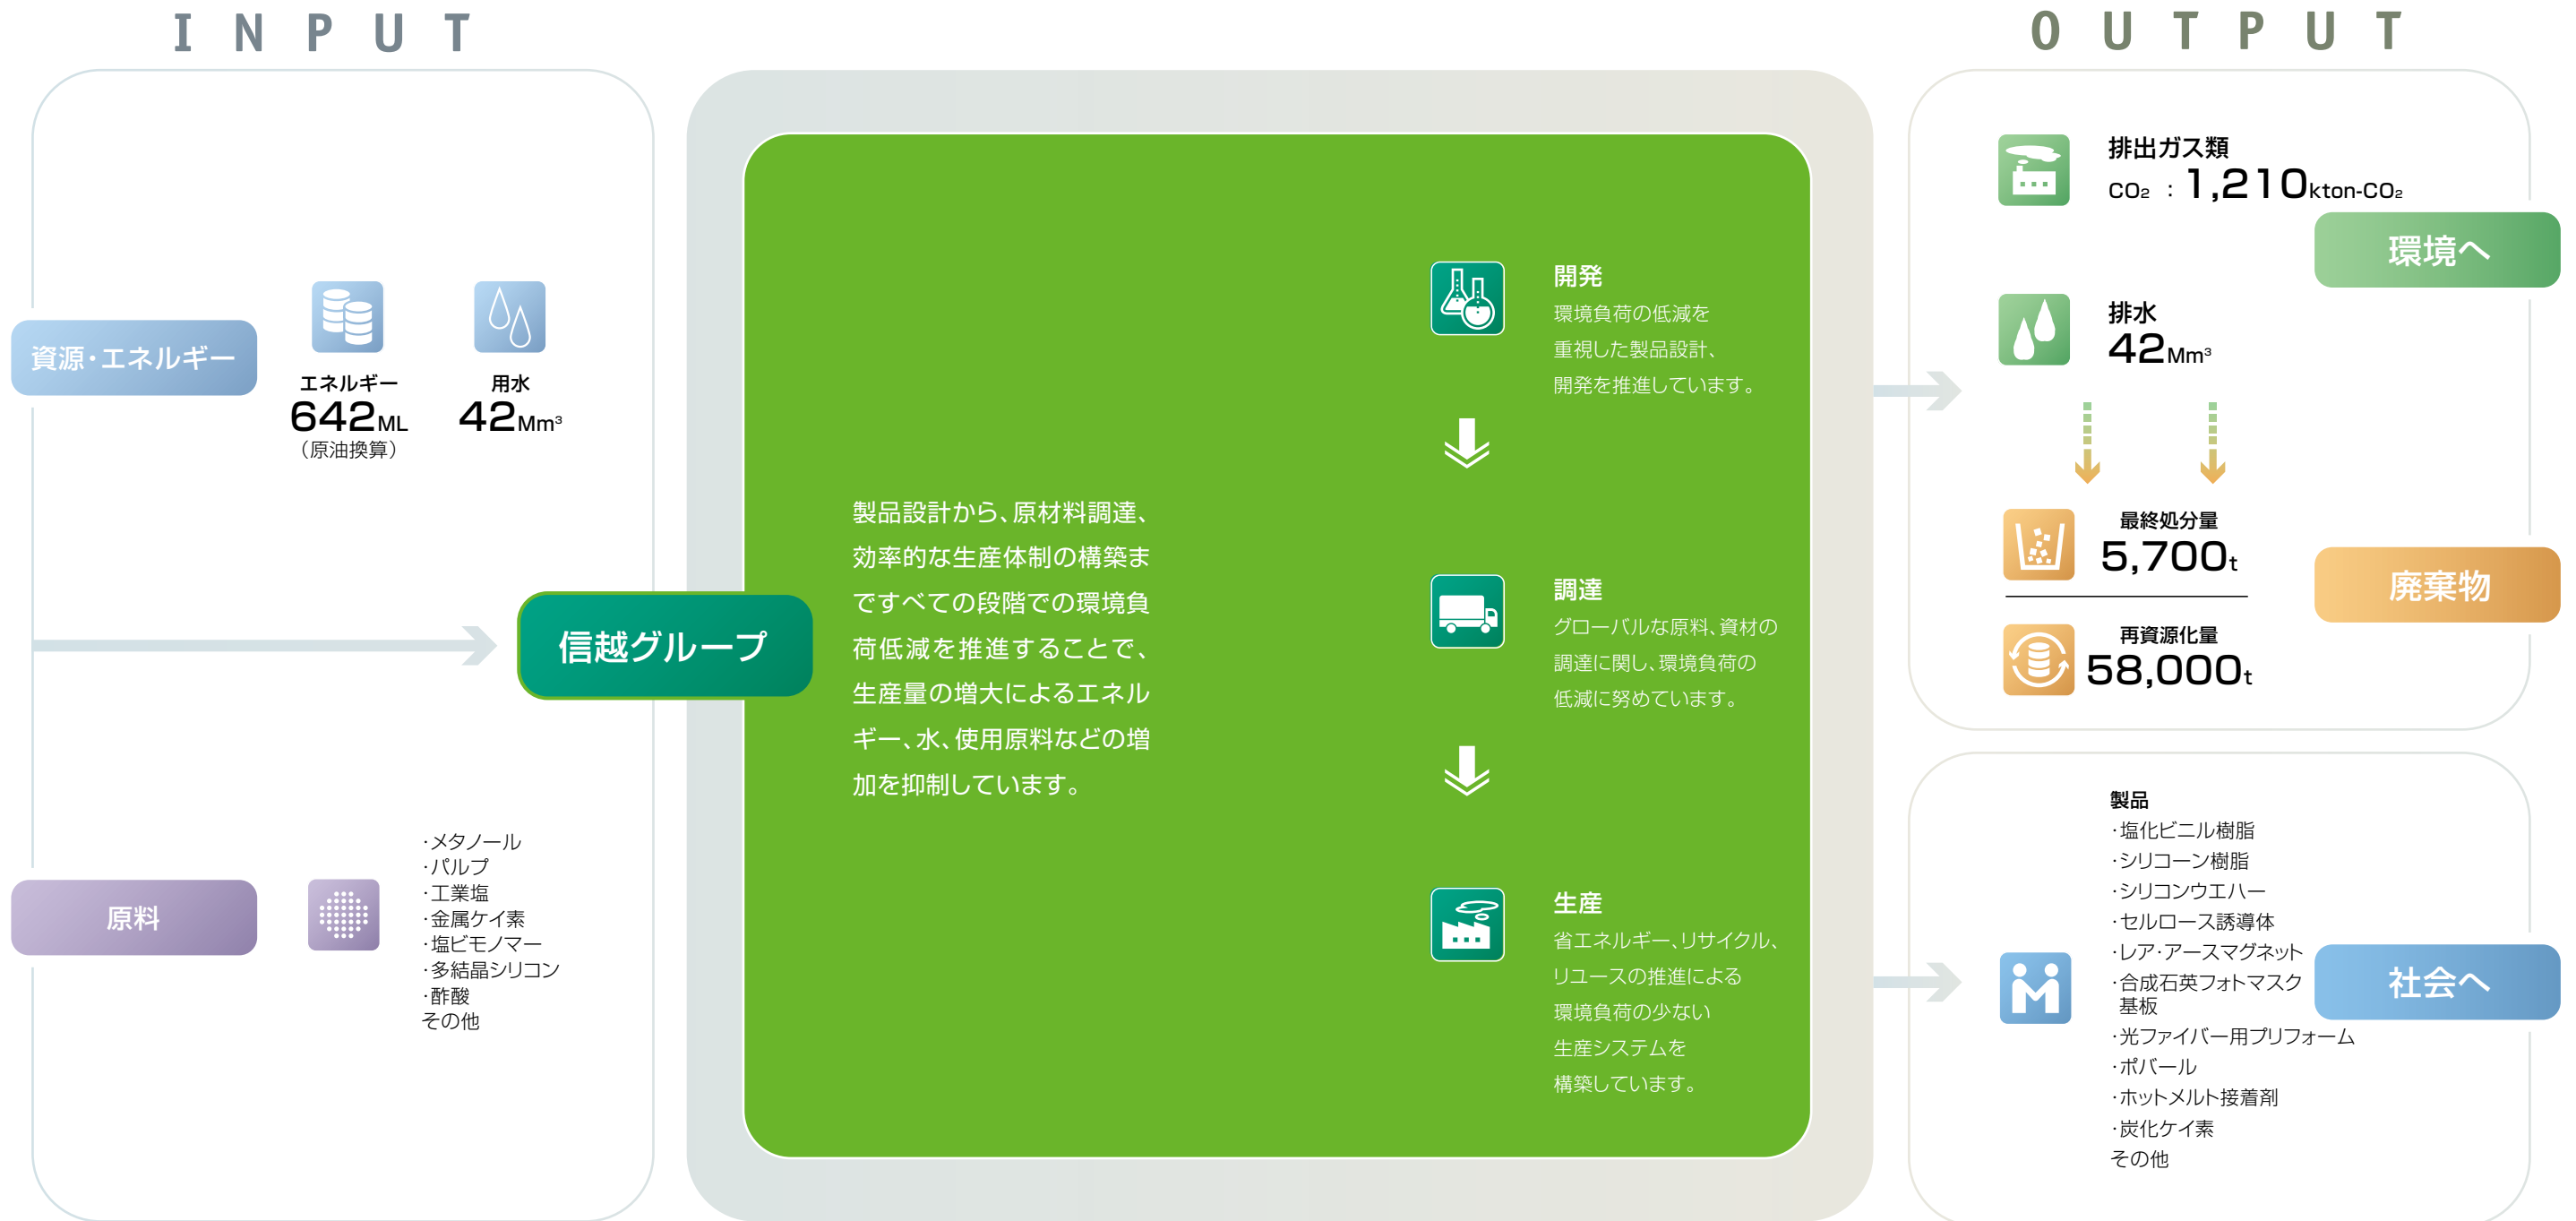 INPUT
資源・エネルギー
エネルギー
642ML
（原油換算）
用水
42Mm³
原料
・メタノール
・パルプ
・工業塩
・金属ケイ素
・塩ビモノマー
・多結晶シリコン
・酢酸
その他
信越グループ
製品設計から、原材料調達、
効率的な生産体制の構築ま
ですべての段階での環境負
荷低減を推進することで、
生産量の増大によるエネル
ギー、水、使用原料などの増
加を抑制しています。
開発
環境負荷の低減を
重視した製品設計、
開発を推進しています。
調達
グローバルな原料、資材の
調達に関し、環境負荷の
低減に努めています。
生産
省エネルギー、リサイクル、
リユースの推進による
環境負荷の少ない
生産システムを
構築しています。
OUTPUT
排出ガス類
CO₂ ：1,210kton-CO₂
環境へ
排水
42Mm³
最終処分量
5,700t
廃棄物
再資源化量
58,000t
製品
・塩化ビニル樹脂
・シリコーン樹脂
・シリコンウエハー
・セルロース誘導体
・レア・アースマグネット
・合成石英フォトマスク
基板
・光ファイバー用プリフォーム
・ポバール
・ホットメルト接着剤
・炭化ケイ素
その他
社会へ